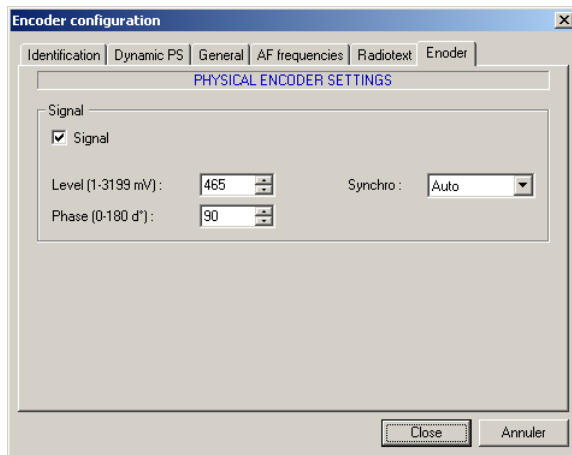 Encoder configuration
Identification Dynamic PS General AF frequencies Radiotext Enoder
PHYSICAL ENCODER SETTINGS
Signal
Signal
Level (1-3199 mV) : 465 Synchro : Auto
Phase (0-180 d°) : 90
Close Annuler